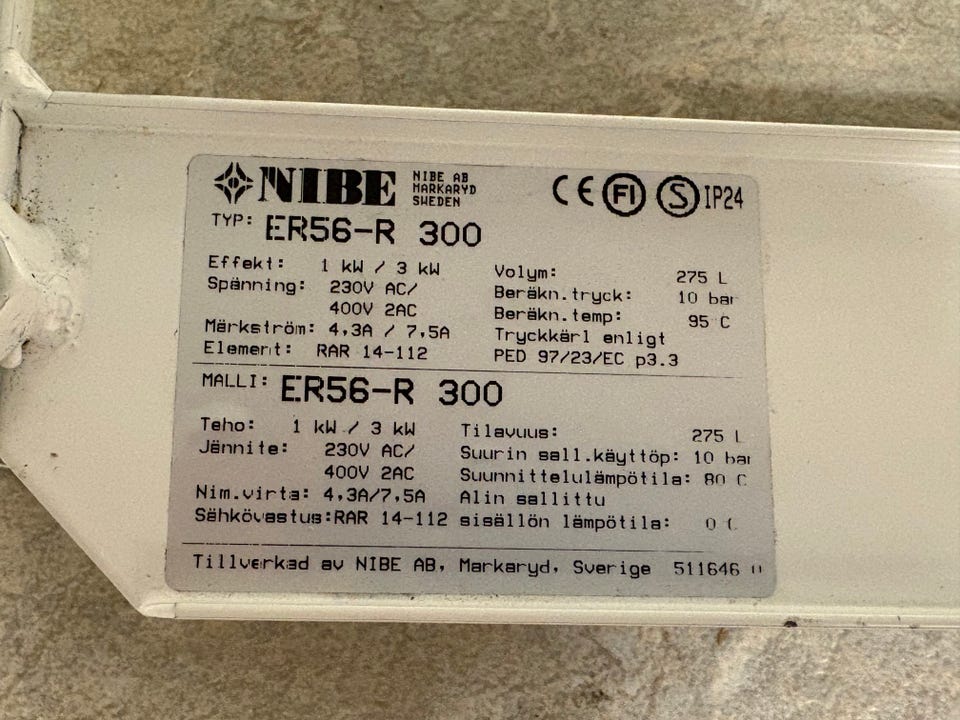 NIBE NIBE AB
MARKARYD
SWEDEN
CE FI S IP24
TYP: ER56-R 300
Effekt: 1 kW / 3 kW
Spänning: 230V AC/
400V 2AC
Märkström: 4,3A / 7,5A
Element: RAR 14-112
Volym: 275 L
Beräkn.tryck: 10 bar
Beräkn.temp: 95 C
Tryckkärl enligt
PED 97/23/EC p3.3
MALLI: ER56-R 300
Teho: 1 kW / 3 kW
Jännite: 230V AC/
400V 2AC
Nim.virta: 4,3A/7,5A
Sähkövastus:RAR 14-112
Tilavuus: 275 L
Suurin sall.käyttöp: 10 bar
Suunnittelulämpötila: 80 C
Alin sallittu
sisällön lämpötila: 0 C
Tillverkad av NIBE AB, Markaryd, Sverige 511646